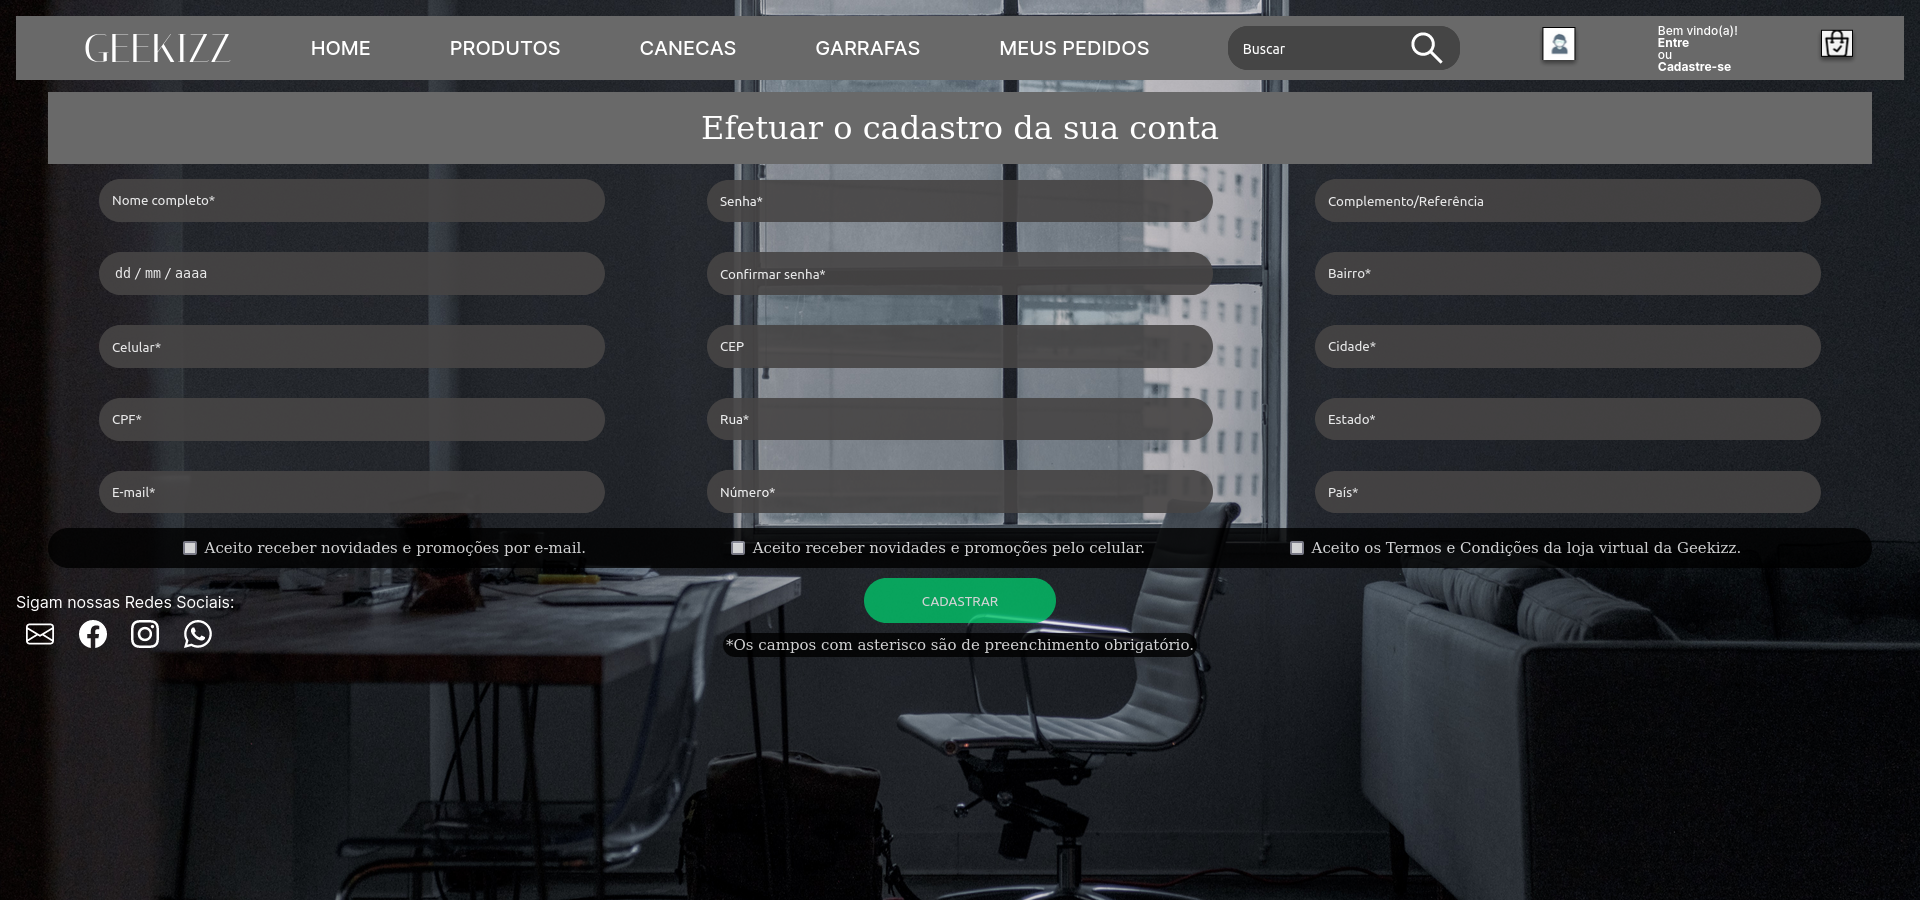 GEEKIZZ
HOME
PRODUTOS
CANECAS
GARRAFAS
MEUS PEDIDOS
Buscar
Bem vindo(a)!
Entre
ou
Cadastre-se
Efetuar o cadastro da sua conta
Nome completo*
Senha*
Complemento/Referência
dd / mm / aaaa
Confirmar senha*
Bairro*
Celular*
CEP
Cidade*
CPF*
Rua*
Estado*
E-mail*
Número*
País*
Aceito receber novidades e promoções por e-mail.
Aceito receber novidades e promoções pelo celular.
Aceito os Termos e Condições da loja virtual da Geekizz.
CADASTRAR
Sigam nossas Redes Sociais:
*Os campos com asterisco são de preenchimento obrigatório.